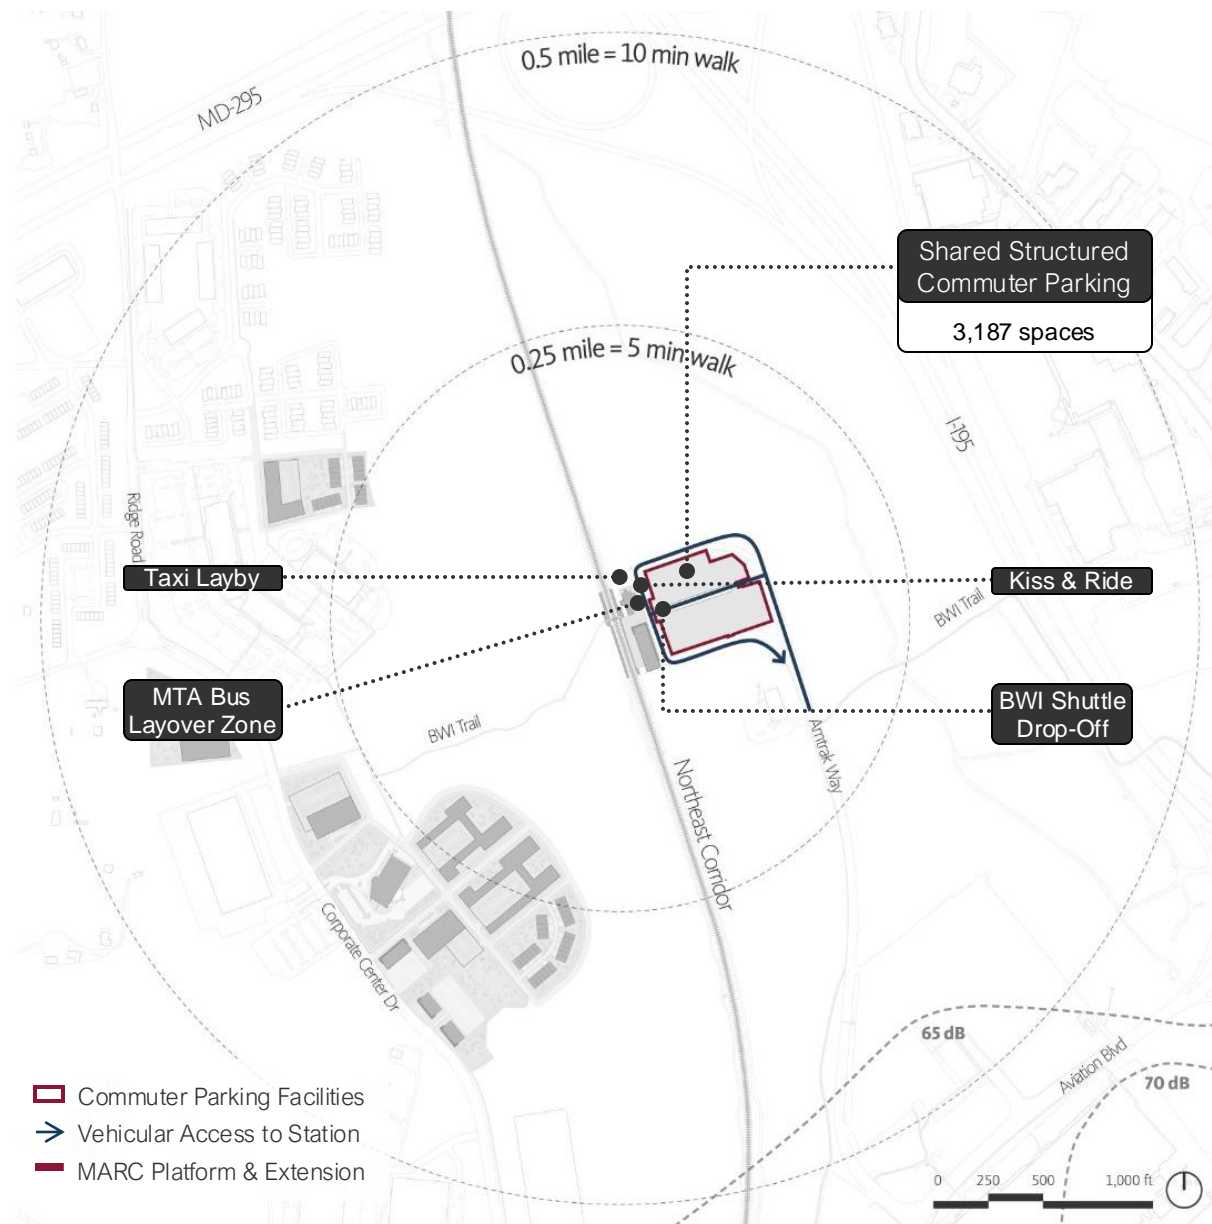 0.5 mile = 10 min walk
MD-295
Shared Structured
Commuter Parking
3,187 spaces
0.25 mile = 5 min walk
I-195
Ridge Road
Taxi Layby
Kiss & Ride
BWI Trail
MTA Bus
Layover Zone
BWI Shuttle
Drop-Off
BWI Trail
Amtrak Way
Northeast Corridor
Corporate Center Dr
65 dB
Aviation Blvd
70 dB
Commuter Parking Facilities
Vehicular Access to Station
MARC Platform & Extension
0 250 500 1,000 ft